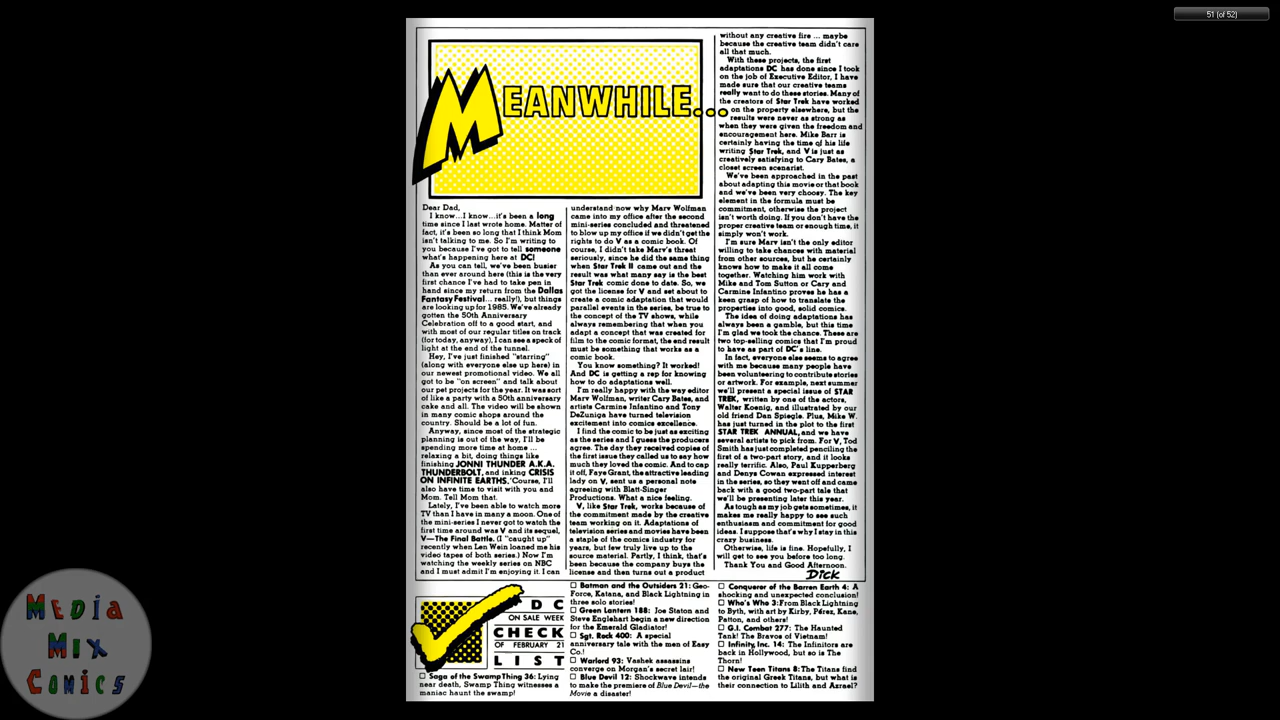 51 (of 52)
MEANWHILE...
Dear Dad,
I know...I know...it's been a long
time since I last wrote home. Matter of
fact, it's been so long that I think Mom
isn't talking to me. So I'm writing to
you because I've got to tell someone
what's happening here at DC!
As you can tell, we've been busier
than ever around here (this is the very
first chance I've had to take pen in
hand since my return from the Dallas
Fantasy Festival... really!), but things
are looking up for 1985. We've already
gotten the 50th Anniversary
Celebration off to a good start, and
with most of our regular titles on track
(for today, anyway), I can see a speck of
light at the end of the tunnel.
Hey, I've just finished "starring"
(along with everyone else up here) in
our newest promotional video. We all
got to be "on screen" and talk about
our pet projects for the year. It was sort
of like a party with a 50th anniversary
cake and all. The video will be shown
in many comic shops around the
country. Should be a lot of fun.
Anyway, since most of the strategic
planning is out of the way, I'll be
spending more time at home ...
relaxing a bit, doing things like
finishing JONNI THUNDER A.K.A.
THUNDERBOLT, and inking CRISIS
ON INFINITE EARTHS. 'Course, I'll
also have time to visit with you and
Mom. Tell Mom that.
Lately, I've been able to watch more
TV than I have in many a moon. One of
the mini-series I never got to watch the
first time around was V and its sequel,
V—The Final Battle. (I "caught up"
recently when Len Wein loaned me his
video tapes of both series.) Now I'm
watching the weekly series on NBC
and I must admit I'm enjoying it. I can
understand now why Marv Wolfman
came into my office after the second
mini-series concluded and threatened
to blow up my office if we didn't get the
rights to do V as a comic book. Of
course, I didn't take Marv's threat
seriously, since he did the same thing
when Star Trek II came out and the
result was what many say is the best
Star Trek comic done to date. So, we
got the license for V and set about to
create a comic adaptation that would
parallel events in the series, be true to
the concept of the TV shows, while
always remembering that when you
adapt a concept that was created for
film to the comic format, the end result
must be something that works as a
comic book.
You know something? It worked!
And DC is getting a rep for knowing
how to do adaptations well.
I'm really happy with the way editor
Marv Wolfman, writer Cary Bates, and
artists Carmine Infantino and Tony
DeZuniga have turned television
excitement into comics excellence.
I find the comic to be just as exciting
as the series and I guess the producers
agree. The day they received copies of
the first issue they called us to say how
much they loved the comic. And to cap
it off, Faye Grant, the attractive leading
lady on V, sent us a personal note
agreeing with Blatt-Singer
Productions. What a nice feeling.
V, like Star Trek, works because of
the commitment made by the creative
team working on it. Adaptations of
television series and movies have been
a staple of the comics industry for
years, but few truly live up to the
source material. Partly, I think, that's
been because the company buys the
license and then turns out a product
without any creative fire ... maybe
because the creative team didn't care
all that much.
With these projects, the first
adaptations DC has done since I took
on the job of Executive Editor, I have
made sure that our creative teams
really want to do these stories. Many of
the creators of Star Trek have worked
on the property elsewhere, but the
results were never as strong as
when they were given the freedom and
encouragement here. Mike Barr is
certainly having the time of his life
writing Star Trek, and V is just as
creatively satisfying to Cary Bates, a
closet screen scenarist.
We've been approached in the past
about adapting this movie or that book
and we've been very choosy. The key
element in the formula must be
commitment, otherwise the project
isn't worth doing. If you don't have the
proper creative team or enough time, it
simply won't work.
I'm sure Marv isn't the only editor
willing to take chances with material
from other sources, but he certainly
knows how to make it all come
together. Watching him work with
Mike and Tom Sutton or Cary and
Carmine Infantino proves he has a
keen grasp of how to translate the
properties into good, solid comics.
The idea of doing adaptations has
always been a gamble, but this time
I'm glad we took the chance. These are
two top-selling comics that I'm proud
to have as part of DC's line.
In fact, everyone else seems to agree
with me because many people have
been volunteering to contribute stories
or artwork. For example, next summer
we'll present a special issue of STAR
TREK, written by one of the actors,
Walter Koenig, and illustrated by our
old friend Dan Spiegle. Plus, Mike W.
has just turned in the plot to the first
STAR TREK ANNUAL, and we have
several artists to pick from. For V, Tod
Smith has just completed penciling the
first of a two-part story, and it looks
really terrific. Also, Paul Kupperberg
and Denys Cowan expressed interest
in the series, so they went off and came
back with a good two-part tale that
we'll be presenting later this year.
As tough as my job gets sometimes, it
makes me really happy to see such
enthusiasm and commitment for good
ideas. I suppose that's why I stay in this
crazy business.
Otherwise, life is fine. Hopefully, I
will get to see you before too long.
Thank You and Good Afternoon.
Dick
DC
ON SALE WEEK
CHECK
OF FEBRUARY 21
LIST
Saga of the Swamp Thing 36: Lying
near death, Swamp Thing witnesses a
maniac haunt the swamp!
Batman and the Outsiders 21: Geo-
Force, Katana, and Black Lightning in
three solo stories!
Green Lantern 188: Joe Staton and
Steve Englehart begin a new direction
for the Emerald Gladiator!
Sgt. Rock 400: A special
anniversary tale with the men of Easy
Co.!
Warlord 93: Vashek assassins
converge on Morgan's secret lair!
Blue Devil 12: Shockwave intends
to make the premiere of Blue Devil—the
Movie a disaster!
Conqueror of the Barren Earth 4: A
shocking and unexpected conclusion!
Who's Who 3: From Black Lightning
to Byth, with art by Kirby, Pérez, Kane,
Patton, and others!
G.I. Combat 277: The Haunted
Tank! The Bravos of Vietnam!
Infinity, Inc. 14: The Infinitors are
back in Hollywood, but so is The
Thorn!
New Teen Titans 8: The Titans find
the original Greek Titans, but what is
their connection to Lilith and Azrael?
MEDIA
MIX
COMICS